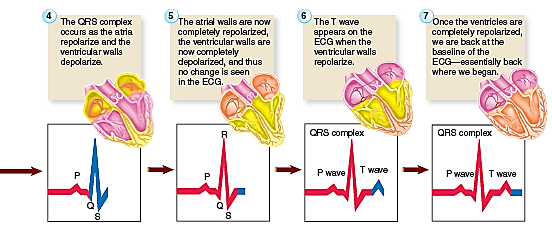 4 The QRS complex
occurs as the atria
repolarize and the
ventricular walls
depolarize.
5 The atrial walls are now
completely repolarized,
the ventricular walls
are now completely
depolarized, and thus
no change is seen
in the ECG.
6 The T wave
appears on the
ECG when the
ventricular walls
repolarize.
7 Once the ventricles are
completely repolarized,
we are back at the
baseline of the
ECG—essentially back
where we began.
P
Q
S
R
P
Q
S
QRS complex
P wave
T wave
QRS complex
P wave
T wave